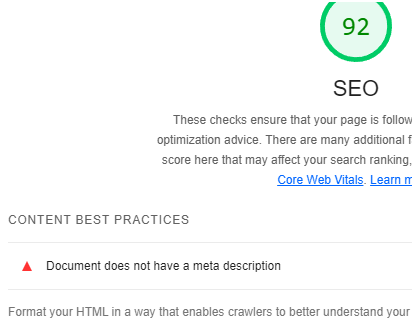 92
SEO
These checks ensure that your page is follow
optimization advice. There are many additional f
score here that may affect your search ranking,
Core Web Vitals. Learn m
CONTENT BEST PRACTICES
Document does not have a meta description
Format your HTML in a way that enables crawlers to better understand your